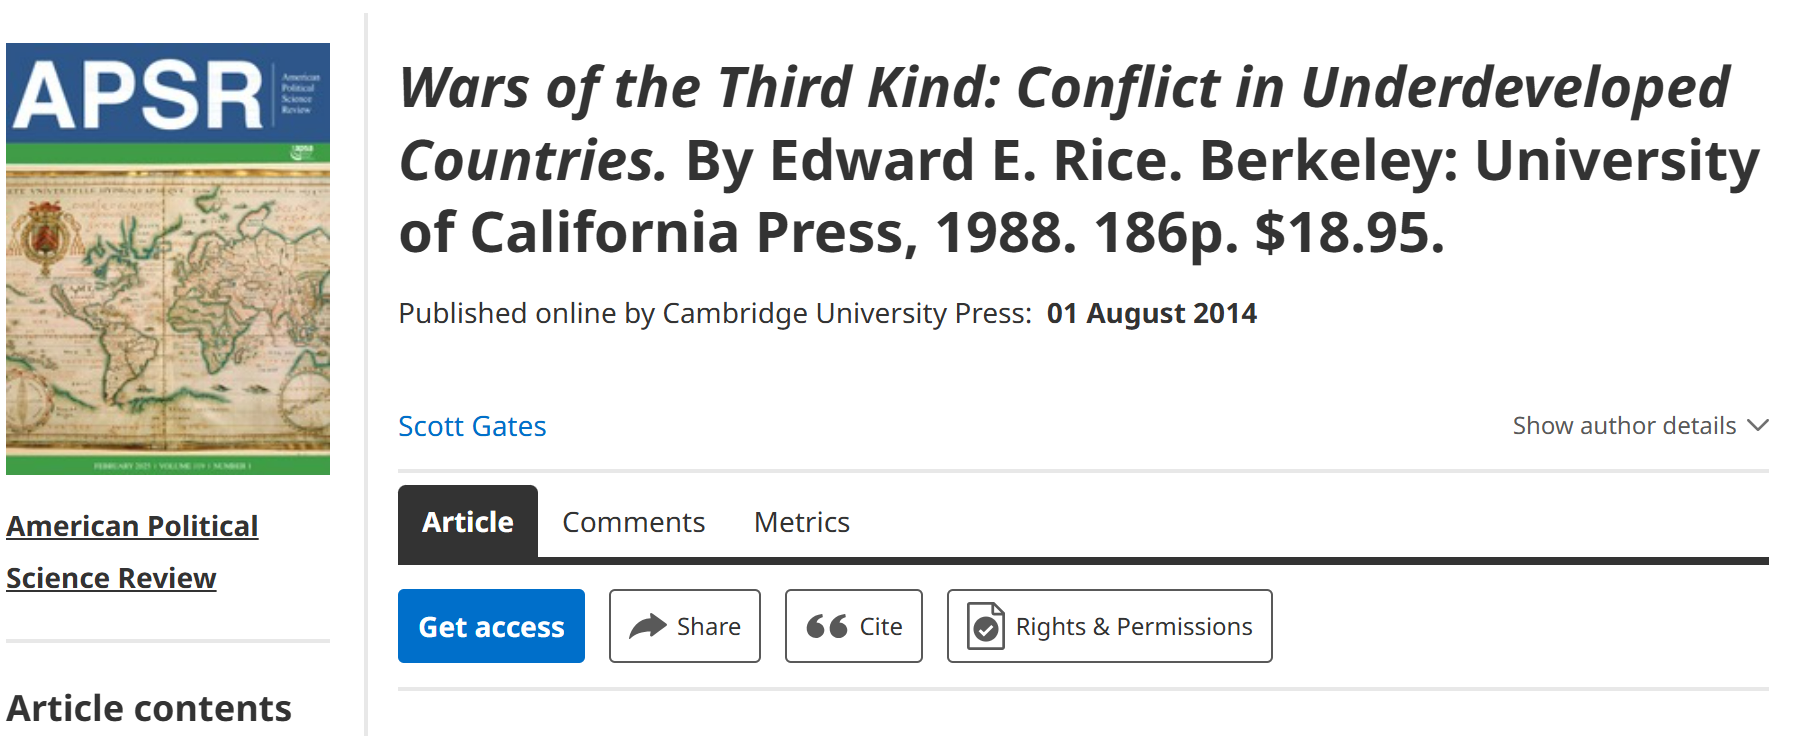 APSR
American
Political
Science
Review
FEBRUARY 2025 | VOLUME 119 | NUMBER 1
American Political
Science Review
Article contents
Wars of the Third Kind: Conflict in Underdeveloped
Countries. By Edward E. Rice. Berkeley: University
of California Press, 1988. 186p. $18.95.
Published online by Cambridge University Press: 01 August 2014
Scott Gates
Show author details
Article
Comments
Metrics
Get access
Share
Cite
Rights & Permissions